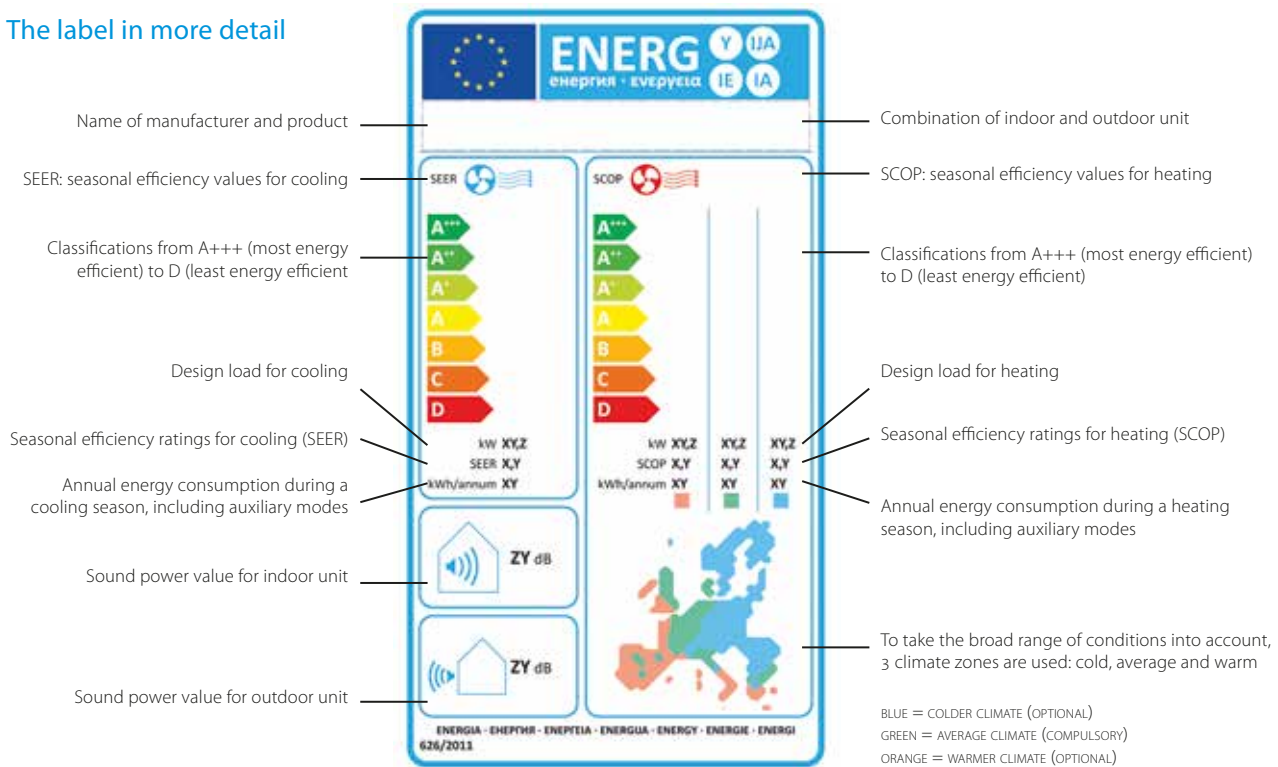 The label in more detail
ENERG
енергия · ενεργεια
Y IJA
IE IA
Name of manufacturer and product
Combination of indoor and outdoor unit
SEER: seasonal efficiency values for cooling
SEER
SCOP
SCOP: seasonal efficiency values for heating
Classifications from A+++ (most energy
efficient) to D (least energy efficient
A+++
A++
A+
A
B
C
D
A+++
A++
A+
A
B
C
D
Classifications from A+++ (most energy efficient)
to D (least energy efficient)
Design load for cooling
Design load for heating
Seasonal efficiency ratings for cooling (SEER)
Seasonal efficiency ratings for heating (SCOP)
kW XY,Z
SEER X,Y
kWh/annum XY
kW XY,Z XY,Z XY,Z
SCOP X,Y X,Y X,Y
kWh/annum XY XY XY
Annual energy consumption during a
cooling season, including auxiliary modes
Annual energy consumption during a heating
season, including auxiliary modes
Sound power value for indoor unit
ZY dB
To take the broad range of conditions into account,
3 climate zones are used: cold, average and warm
Sound power value for outdoor unit
ZY dB
BLUE = COLDER CLIMATE (OPTIONAL)
GREEN = AVERAGE CLIMATE (COMPULSORY)
ORANGE = WARMER CLIMATE (OPTIONAL)
ENERGIA · ЕНЕРГИЯ · ΕΝΕΡΓΕΙΑ · ENERGIJA · ENERGY · ENERGIE · ENERGI
626/2011